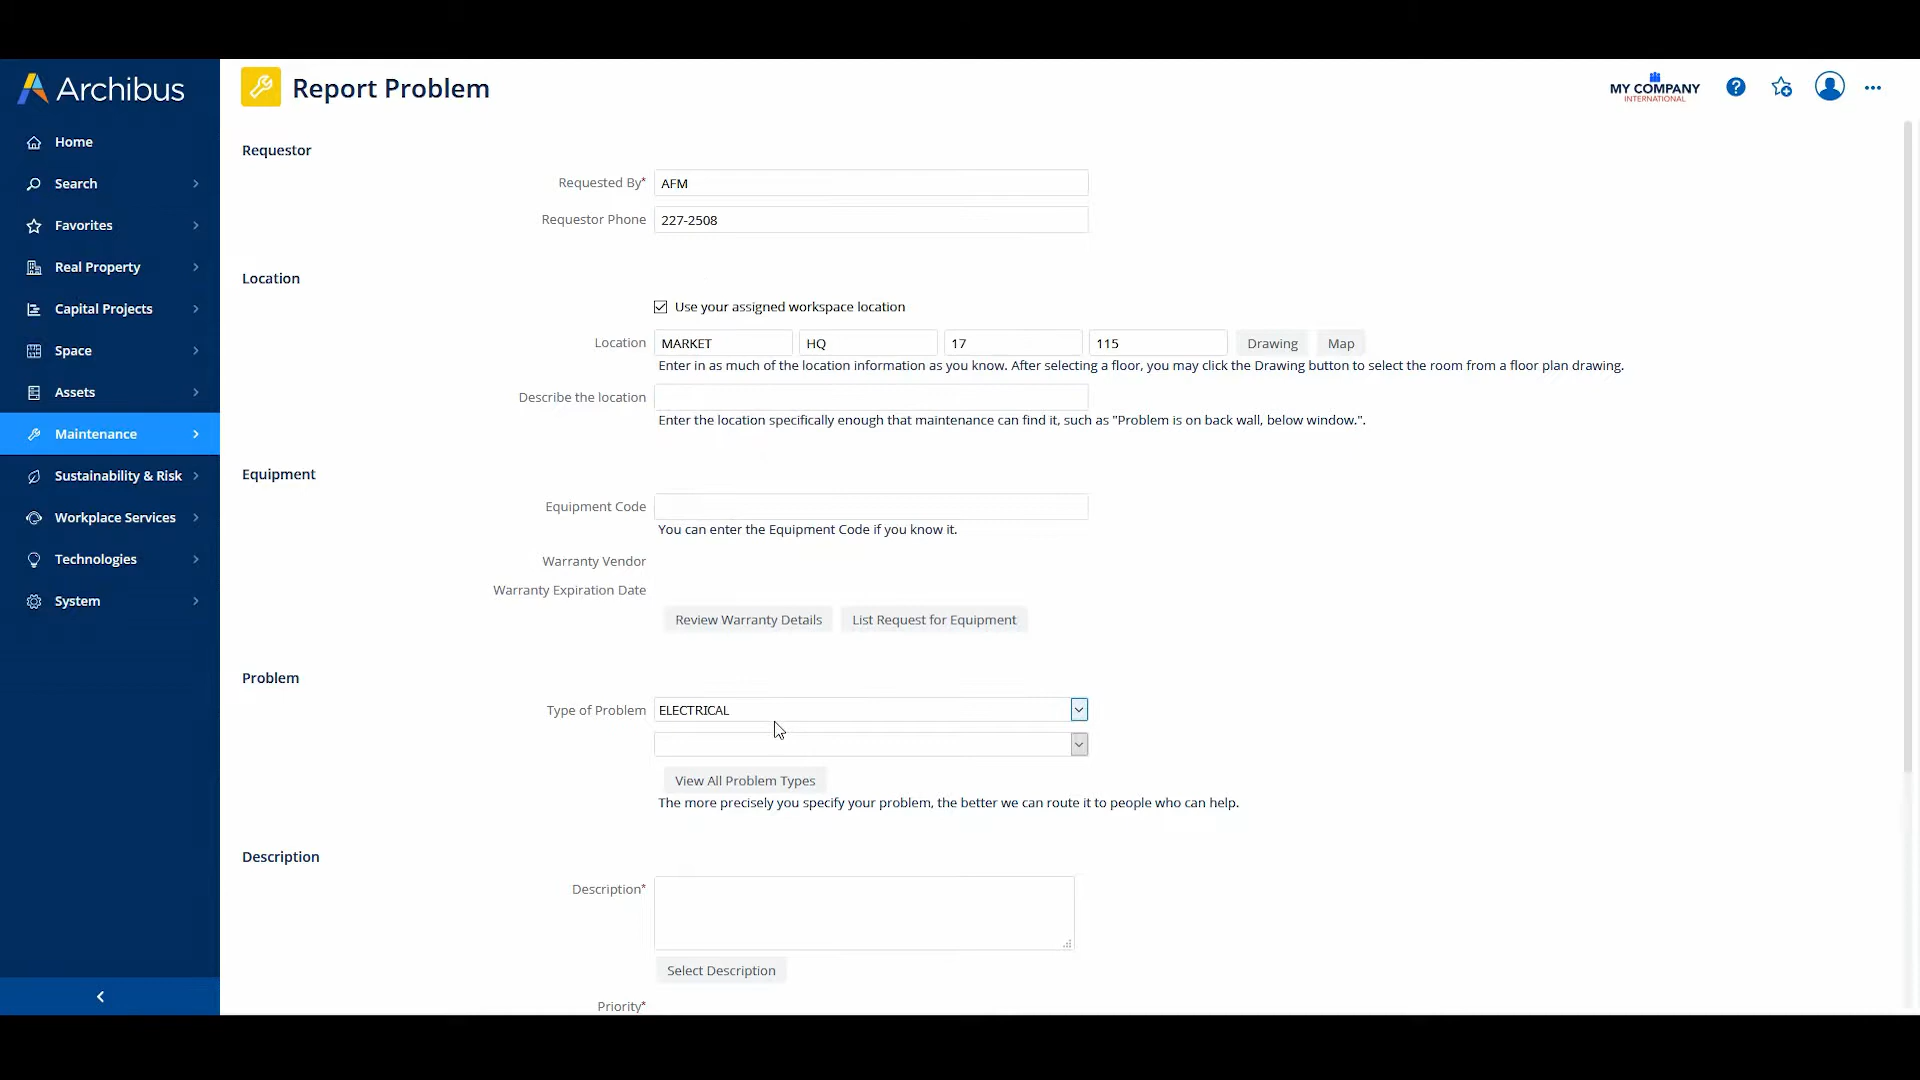 Archibus
Report Problem
MY COMPANY
INTERNATIONAL
?
Home
Search
Favorites
Real Property
Capital Projects
Space
Assets
Maintenance
Sustainability & Risk
Workplace Services
Technologies
System
Requestor
Requested By* AFM
Requestor Phone 227-2508
Location
Use your assigned workspace location
Location MARKET HQ 17 115 Drawing Map
Enter in as much of the location information as you know. After selecting a floor, you may click the Drawing button to select the room from a floor plan drawing.
Describe the location
Enter the location specifically enough that maintenance can find it, such as "Problem is on back wall, below window.".
Equipment
Equipment Code
You can enter the Equipment Code if you know it.
Warranty Vendor
Warranty Expiration Date
Review Warranty Details List Request for Equipment
Problem
Type of Problem ELECTRICAL
View All Problem Types
The more precisely you specify your problem, the better we can route it to people who can help.
Description
Description*
Select Description
Priority*